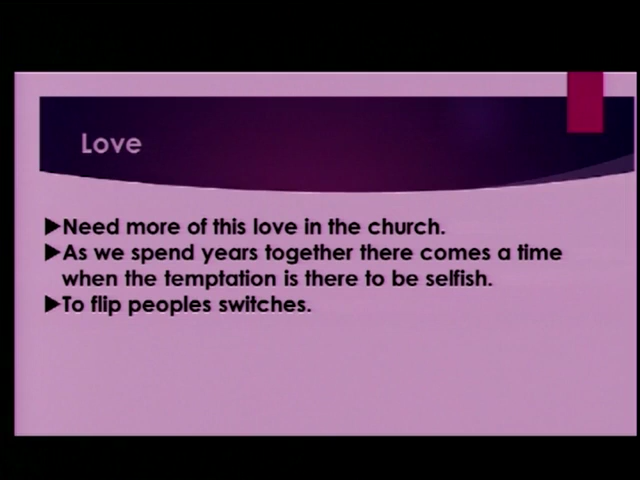 Love
▶Need more of this love in the church.
▶As we spend years together there comes a time
when the temptation is there to be selfish.
▶To flip peoples switches.